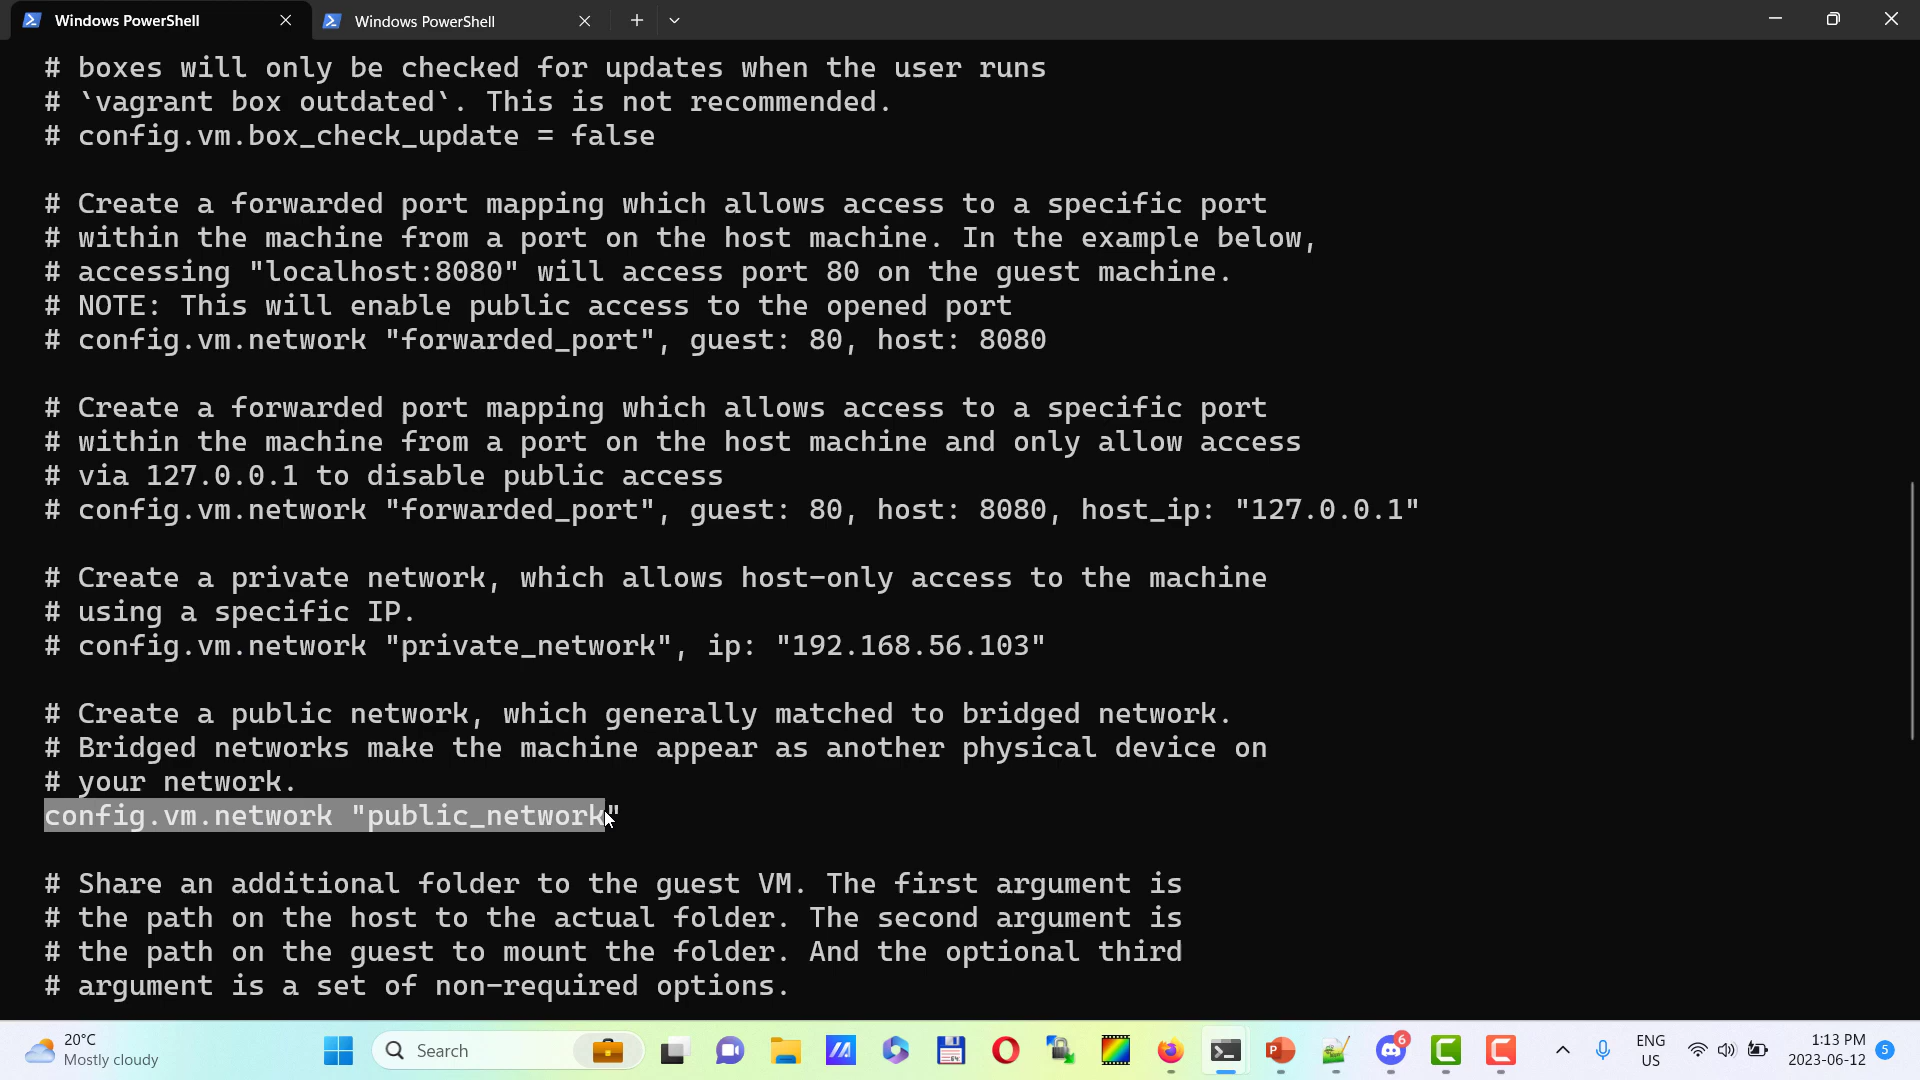 Windows PowerShell
Windows PowerShell
# boxes will only be checked for updates when the user runs
# `vagrant box outdated`. This is not recommended.
# config.vm.box_check_update = false
# Create a forwarded port mapping which allows access to a specific port
# within the machine from a port on the host machine. In the example below,
# accessing "localhost:8080" will access port 80 on the guest machine.
# NOTE: This will enable public access to the opened port
# config.vm.network "forwarded_port", guest: 80, host: 8080
# Create a forwarded port mapping which allows access to a specific port
# within the machine from a port on the host machine and only allow access
# via 127.0.0.1 to disable public access
# config.vm.network "forwarded_port", guest: 80, host: 8080, host_ip: "127.0.0.1"
# Create a private network, which allows host-only access to the machine
# using a specific IP.
# config.vm.network "private_network", ip: "192.168.56.103"
# Create a public network, which generally matched to bridged network.
# Bridged networks make the machine appear as another physical device on
# your network.
config.vm.network "public_network"
# Share an additional folder to the guest VM. The first argument is
# the path on the host to the actual folder. The second argument is
# the path on the guest to mount the folder. And the optional third
# argument is a set of non-required options.
20°C
Mostly cloudy
Search
64
P
6
C
C
ENG
US
1:13 PM
2023-06-12
5